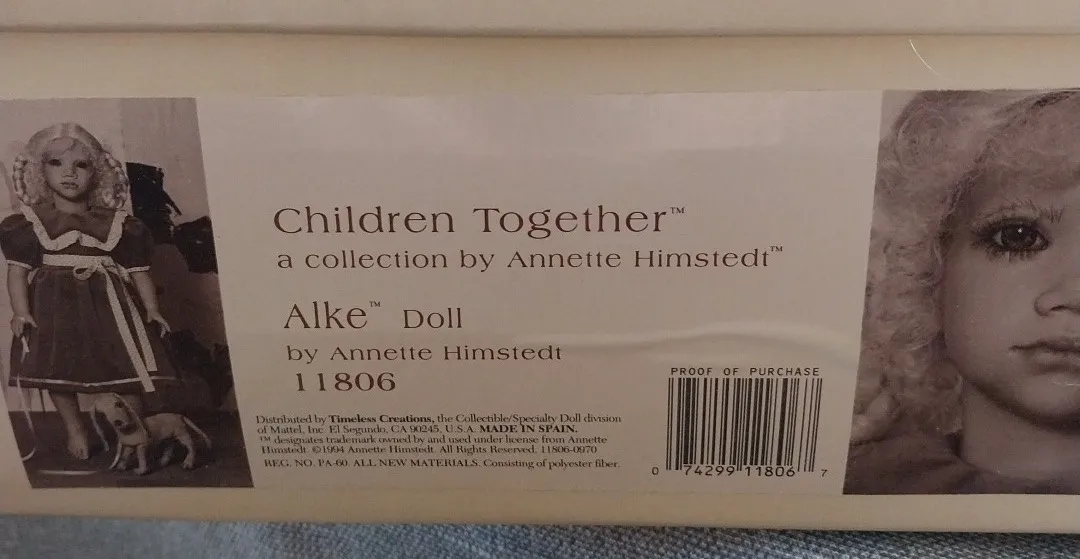 Children Together™
a collection by Annette Himstedt™
Alke™ Doll
by Annette Himstedt
11806
Distributed by Timeless Creations, the Collectible/Specialty Doll division
of Mattel, Inc. El Segundo, CA 90245, U.S.A. MADE IN SPAIN.
™ designates trademark owned by and used under license from Annette
Himstedt. ©1994 Annette Himstedt. All Rights Reserved. 11806-0970
REG. NO. PA-60. ALL NEW MATERIALS. Consisting of polyester fiber.
PROOF OF PURCHASE
0 74299 11806 7